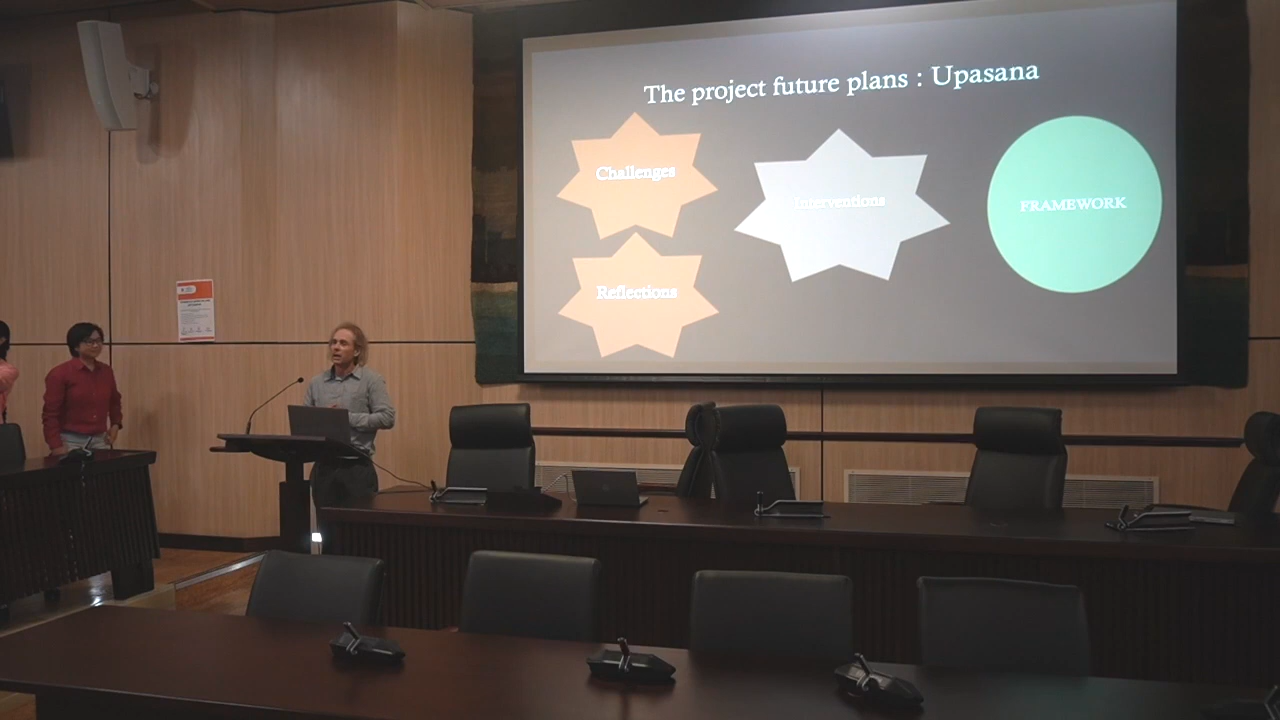 The project future plans : Upasana
Challenges
Interventions
FRAMEWORK
Reflections